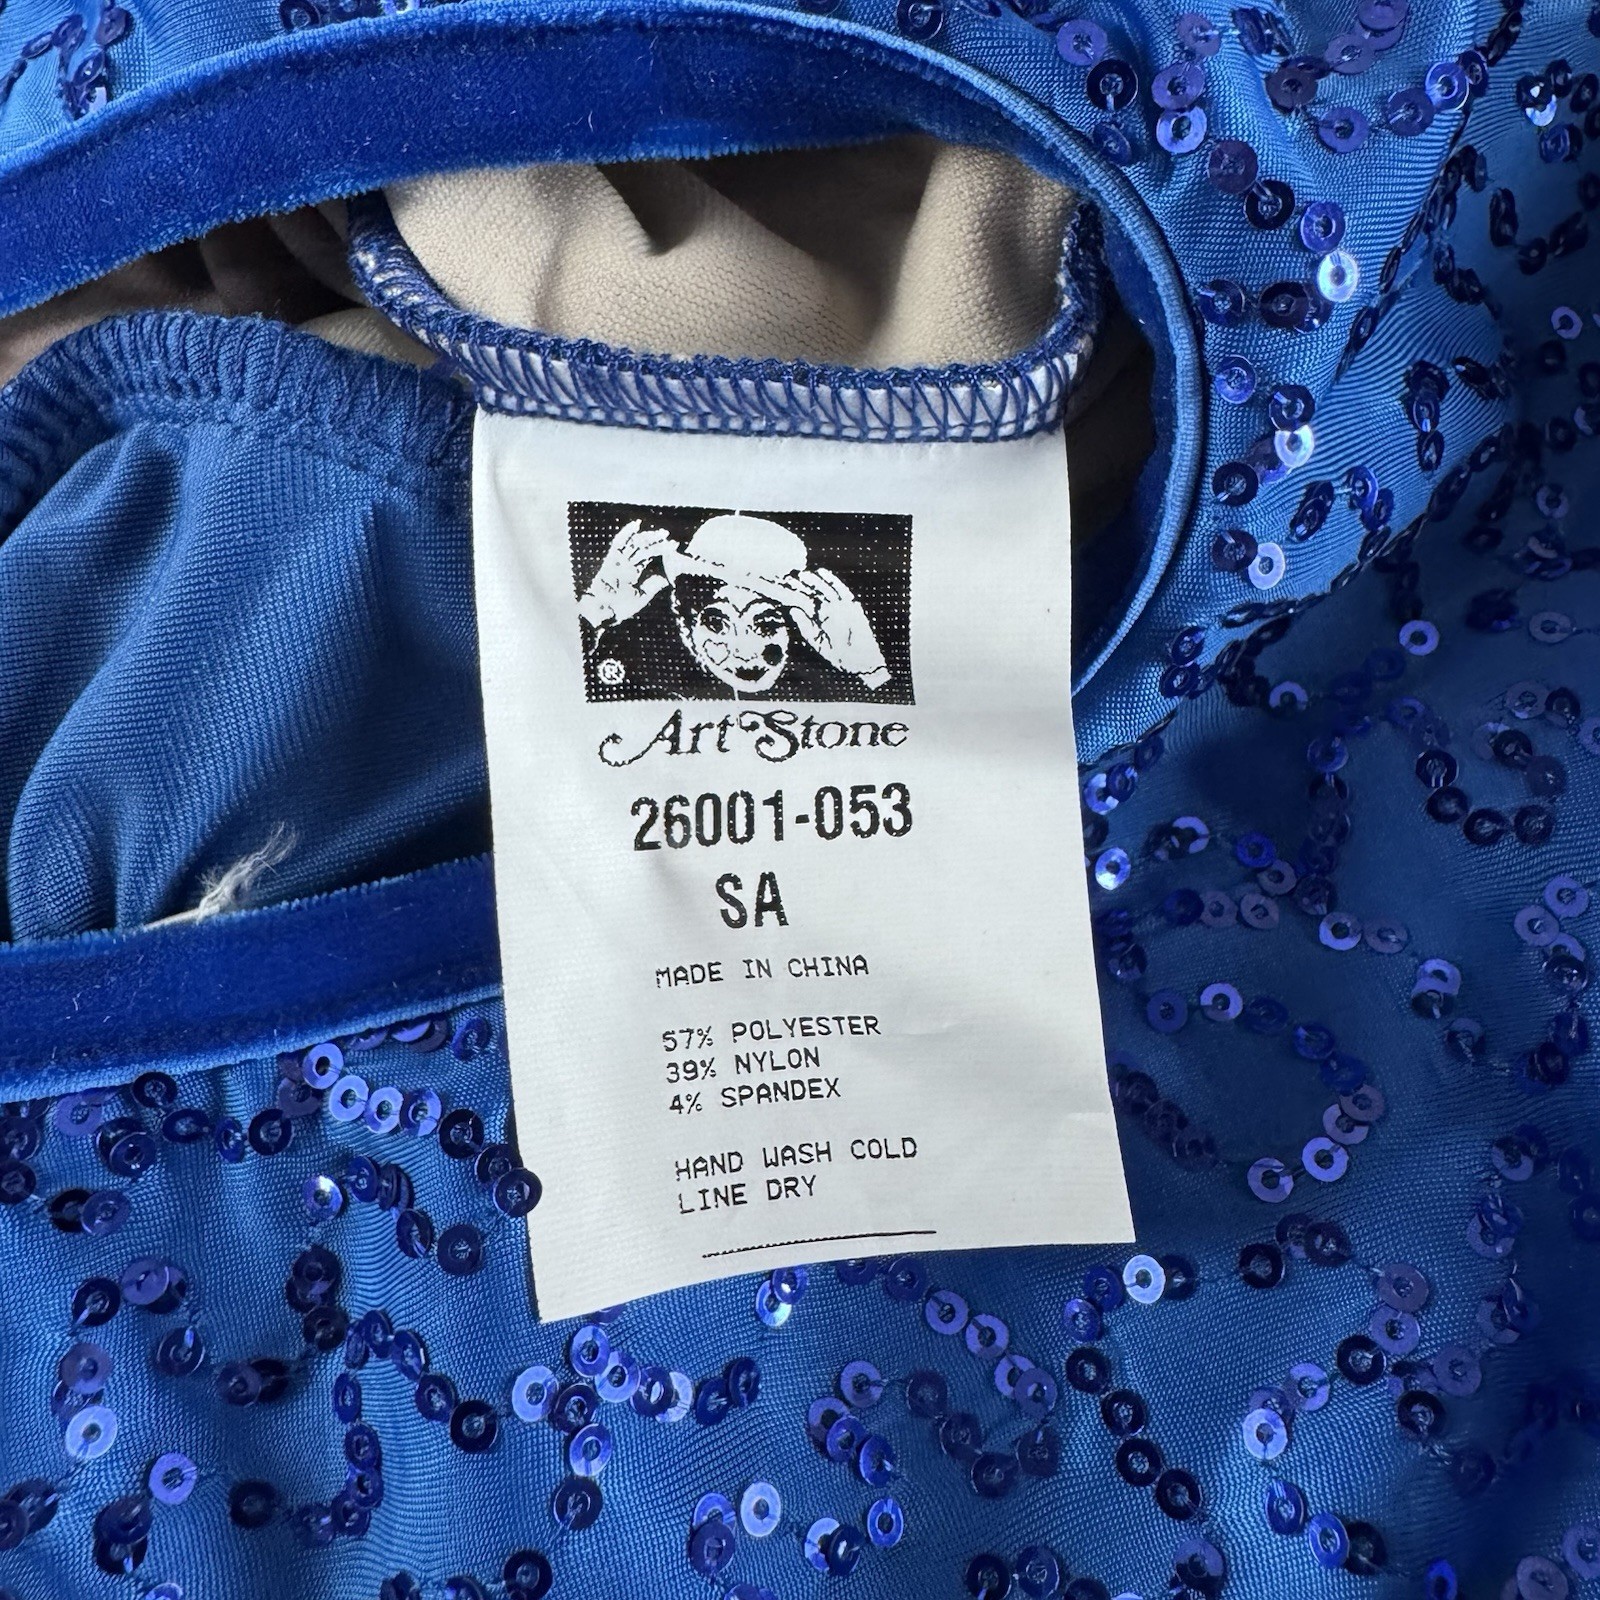 ®
Art Stone
26001-053
SA
MADE IN CHINA
57% POLYESTER
39% NYLON
4% SPANDEX
HAND WASH COLD
LINE DRY